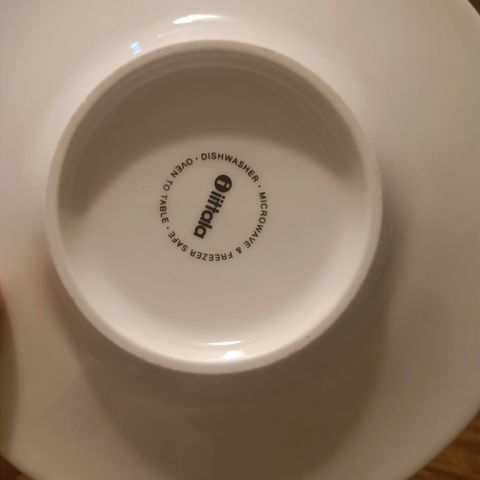 OVEN TO TABLE · DISHWASHER · MICROWAVE & FREEZER SAFE ·
iittala